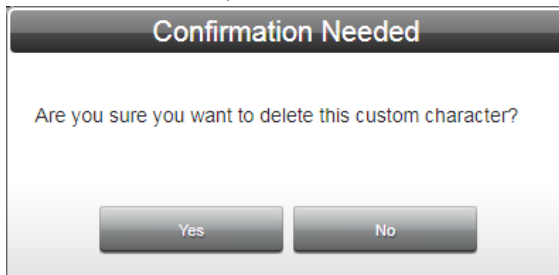 Confirmation Needed
Are you sure you want to delete this custom character?
Yes No